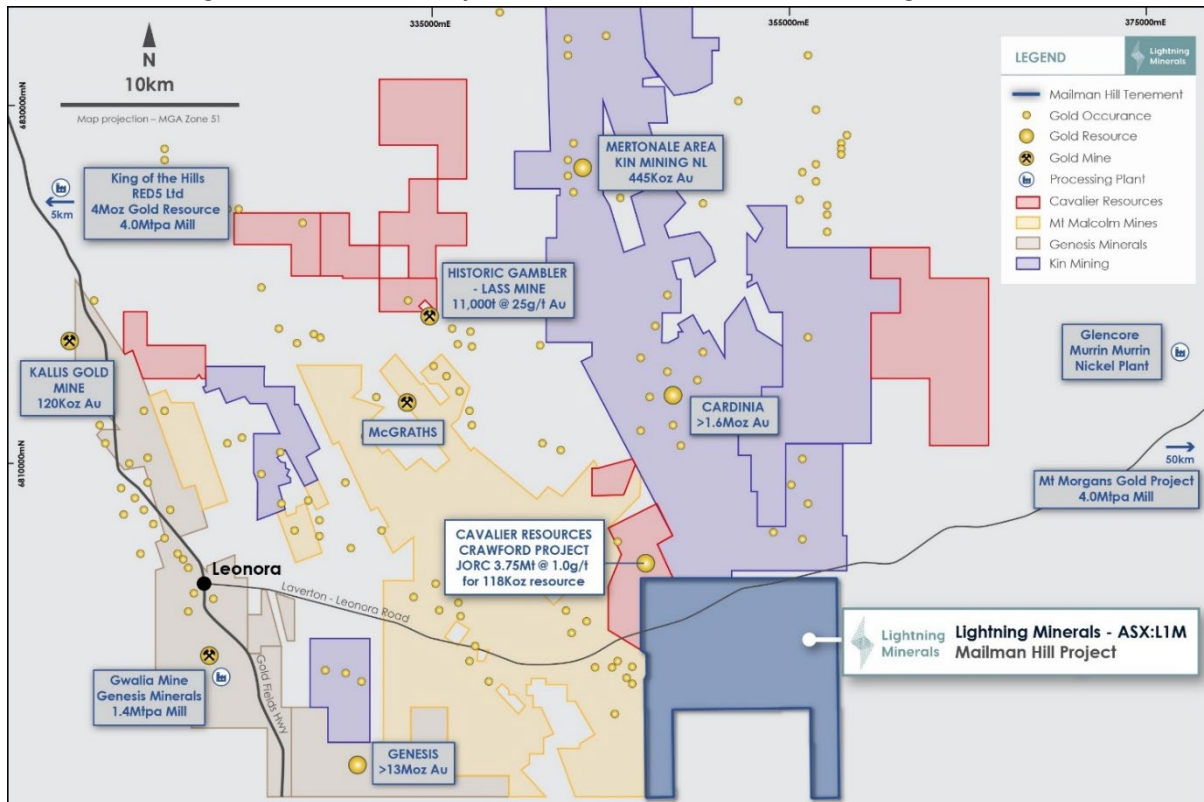 335000mE
355000mE
375000mE
6830000mN
6810000mN
N
10km
Map projection – MGA Zone 51
LEGEND
Lightning
Minerals
Mailman Hill Tenement
Gold Occurance
Gold Resource
Gold Mine
Processing Plant
Cavalier Resources
Mt Malcolm Mines
Genesis Minerals
Kin Mining
MERTONALE AREA
KIN MINING NL
445Koz Au
King of the Hills
RED5 Ltd
4Moz Gold Resource
4.0Mtpa Mill
5km
HISTORIC GAMBLER
- LASS MINE
11,000t @ 25g/t Au
KALLIS GOLD
MINE
120Koz Au
McGRATHS
CARDINIA
>1.6Moz Au
Glencore
Murrin Murrin
Nickel Plant
50km
Mt Morgans Gold Project
4.0Mtpa Mill
CAVALIER RESOURCES
CRAWFORD PROJECT
JORC 3.75Mt @ 1.0g/t
for 118Koz resource
Leonora
Laverton - Leonora Road
Gold Fields Hwy
Lightning
Minerals
Lightning Minerals - ASX:L1M
Mailman Hill Project
Gwalia Mine
Genesis Minerals
1.4Mtpa Mill
GENESIS
>13Moz Au